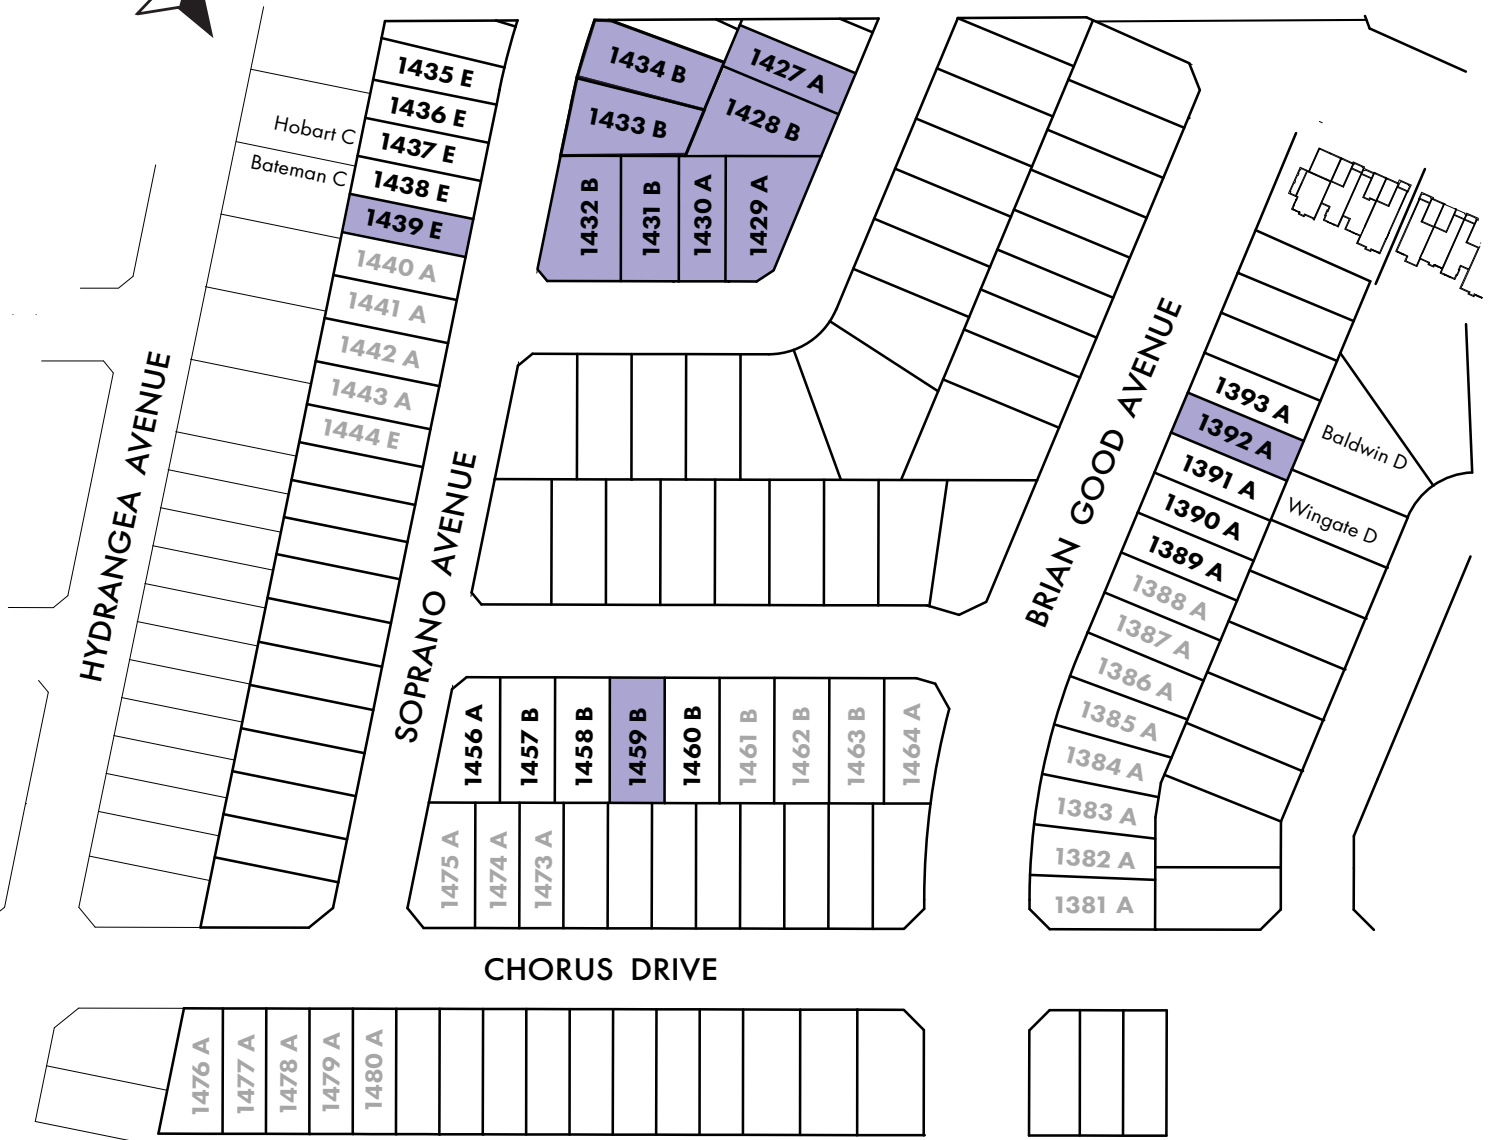 1435 E
1436 E
1437 E
1438 E
1439 E
1440 A
1441 A
1442 A
1443 A
1444 E
Hobart C
Bateman C
1434 B
1433 B
1427 A
1428 B
1432 B
1431 B
1430 A
1429 A
HYDRANGEA AVENUE
SOPRANO AVENUE
BRIAN GOOD AVENUE
1393 A
1392 A
1391 A
1390 A
1389 A
1388 A
1387 A
1386 A
1385 A
1384 A
1383 A
1382 A
1381 A
Baldwin D
Wingate D
1456 A
1457 B
1458 B
1459 B
1460 B
1461 B
1462 B
1463 B
1464 A
1475 A
1474 A
1473 A
CHORUS DRIVE
1476 A
1477 A
1478 A
1479 A
1480 A